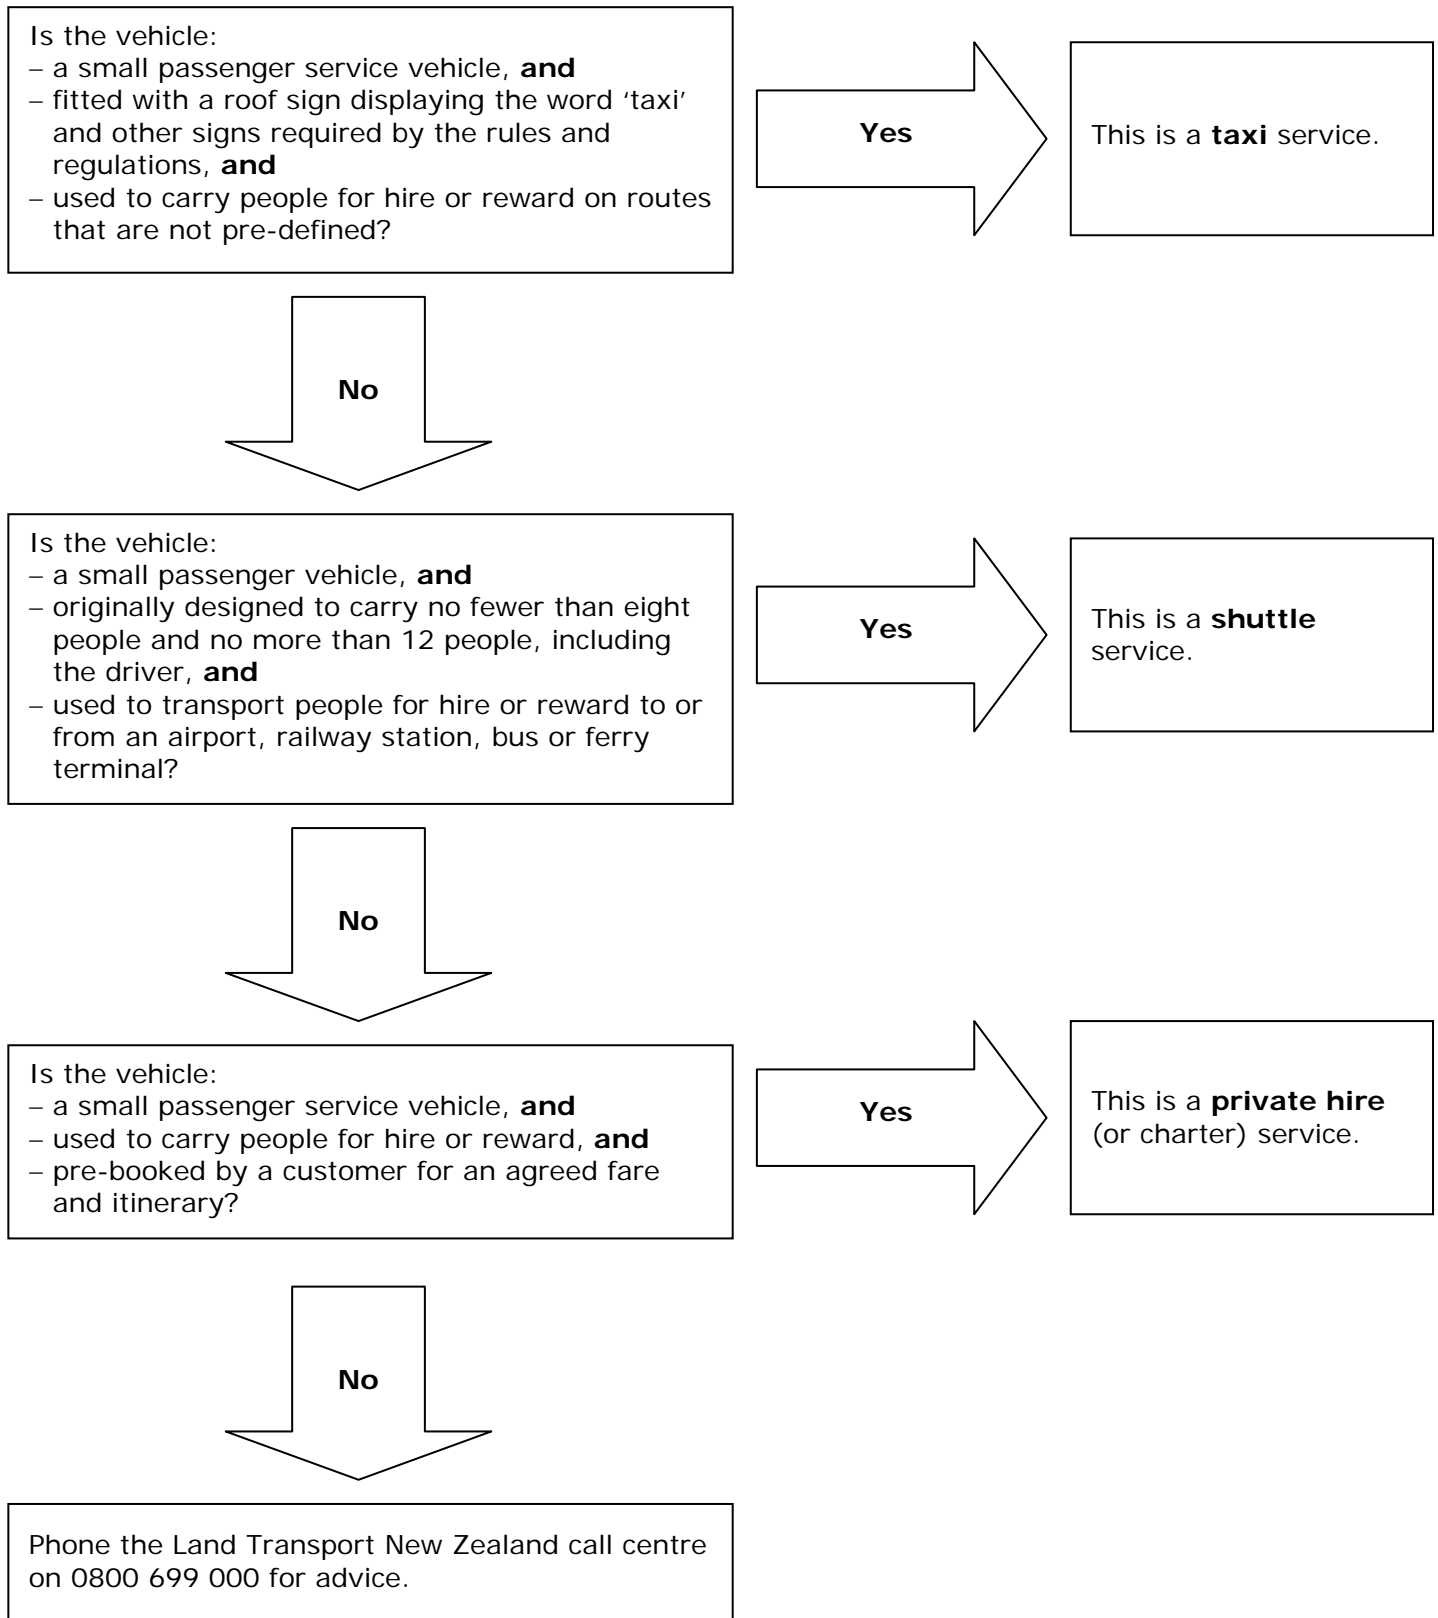 Is the vehicle:
– a small passenger service vehicle, and
– fitted with a roof sign displaying the word ‘taxi’
and other signs required by the rules and
regulations, and
– used to carry people for hire or reward on routes
that are not pre-defined?
Yes
This is a taxi service.
No
Is the vehicle:
– a small passenger vehicle, and
– originally designed to carry no fewer than eight
people and no more than 12 people, including
the driver, and
– used to transport people for hire or reward to or
from an airport, railway station, bus or ferry
terminal?
Yes
This is a shuttle
service.
No
Is the vehicle:
– a small passenger service vehicle, and
– used to carry people for hire or reward, and
– pre-booked by a customer for an agreed fare
and itinerary?
Yes
This is a private hire
(or charter) service.
No
Phone the Land Transport New Zealand call centre
on 0800 699 000 for advice.